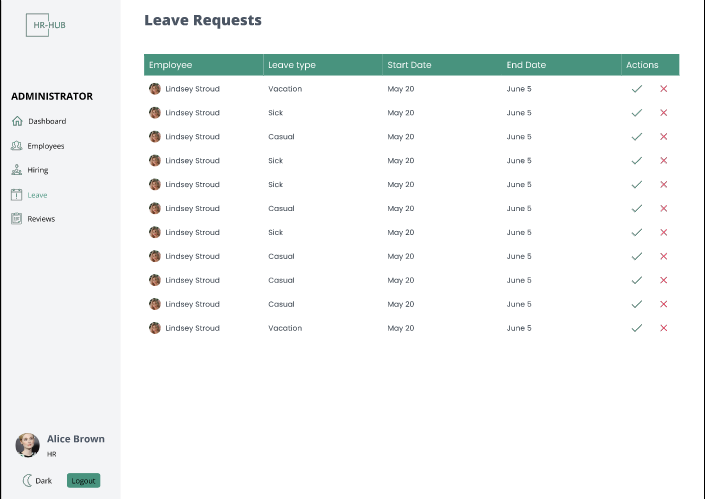 HR-HUB
ADMINISTRATOR
Dashboard
Employees
Hiring
Leave
Reviews
Alice Brown
HR
Dark
Logout
Leave Requests
Employee Leave type Start Date End Date Actions
Lindsey Stroud Vacation May 20 June 5
Lindsey Stroud Sick May 20 June 5
Lindsey Stroud Casual May 20 June 5
Lindsey Stroud Sick May 20 June 5
Lindsey Stroud Sick May 20 June 5
Lindsey Stroud Casual May 20 June 5
Lindsey Stroud Sick May 20 June 5
Lindsey Stroud Casual May 20 June 5
Lindsey Stroud Casual May 20 June 5
Lindsey Stroud Casual May 20 June 5
Lindsey Stroud Vacation May 20 June 5